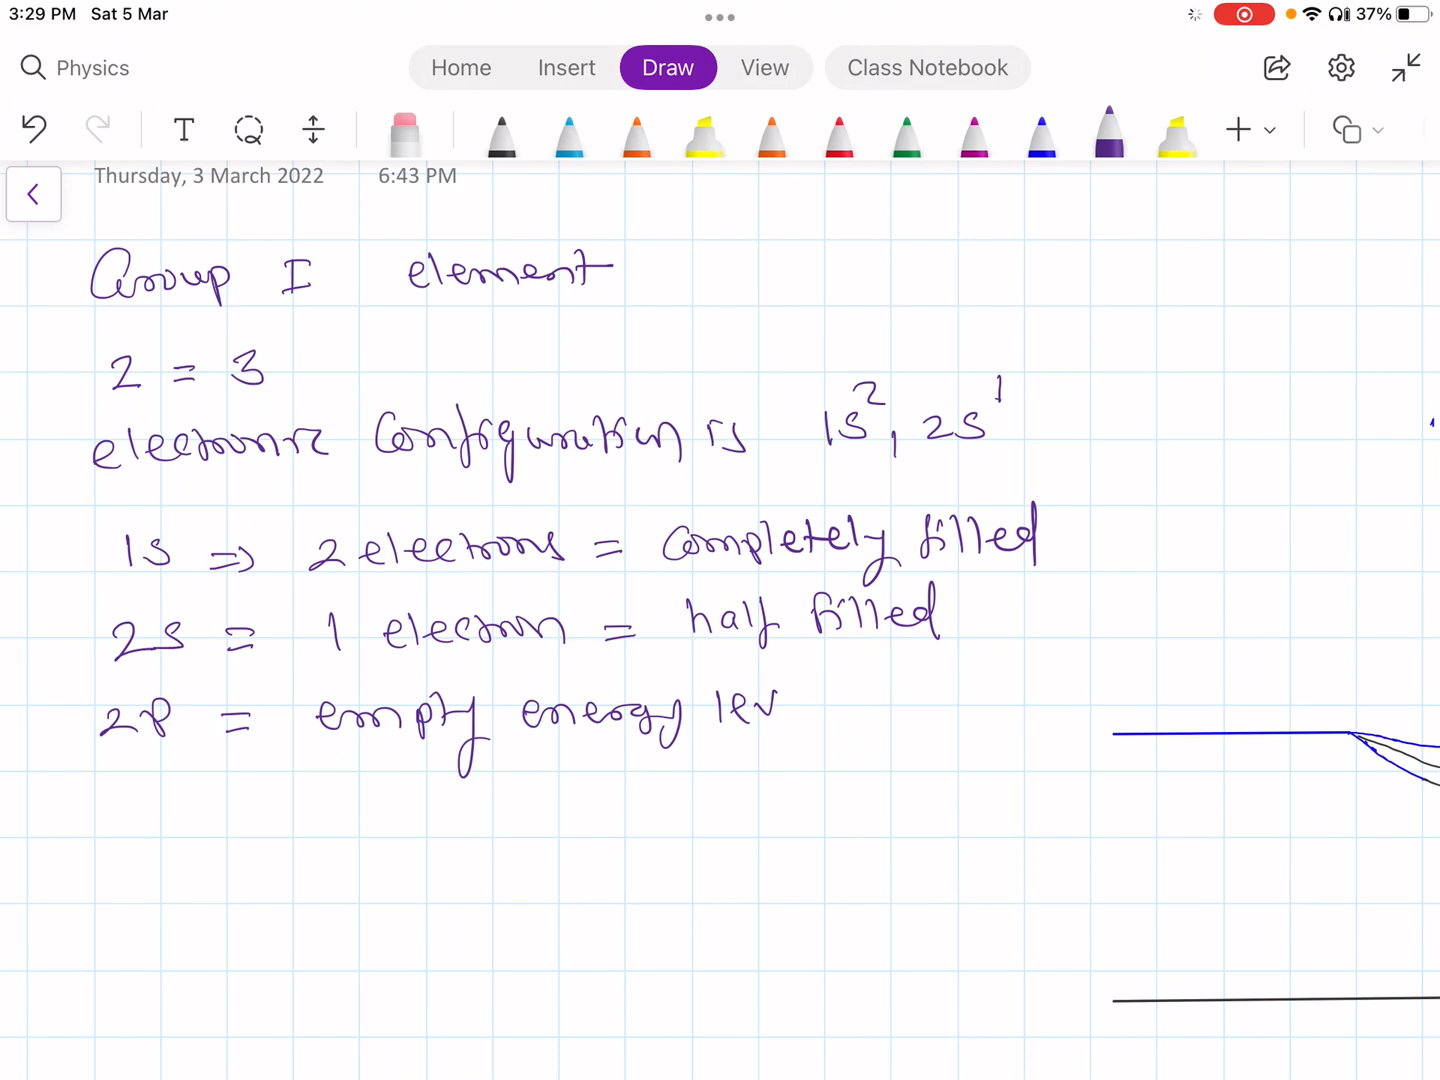 3:29 PM Sat 5 Mar 37%
Physics Home Insert Draw View Class Notebook
T
Thursday, 3 March 2022 6:43 PM
Group I element
Z = 3
electronic configuration is 1s², 2s¹
1s => 2 electrons = completely filled
2s = 1 electron = half filled
2p = empty energy lev